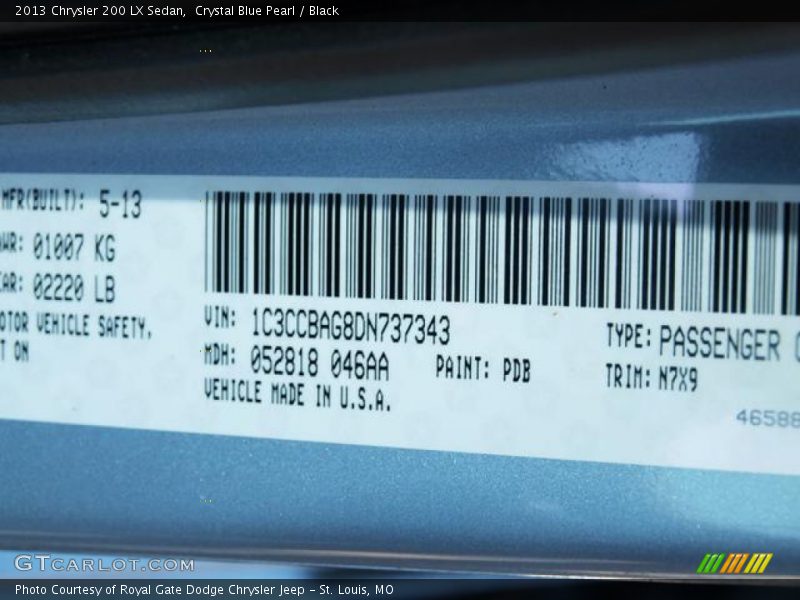 2013 Chrysler 200 LX Sedan, Crystal Blue Pearl / Black
MFR(BUILT): 5-13
01007 KG
02220 LB
VEHICLE SAFETY.
ON
VIN: 1C3CCBAG8DN737343
MDH: 052818 046AA
PAINT: PDB
VEHICLE MADE IN U.S.A.
TYPE: PASSENGER
TRIM: N7X9
46588
GTCARLOT.COM
Photo Courtesy of Royal Gate Dodge Chrysler Jeep – St. Louis, MO